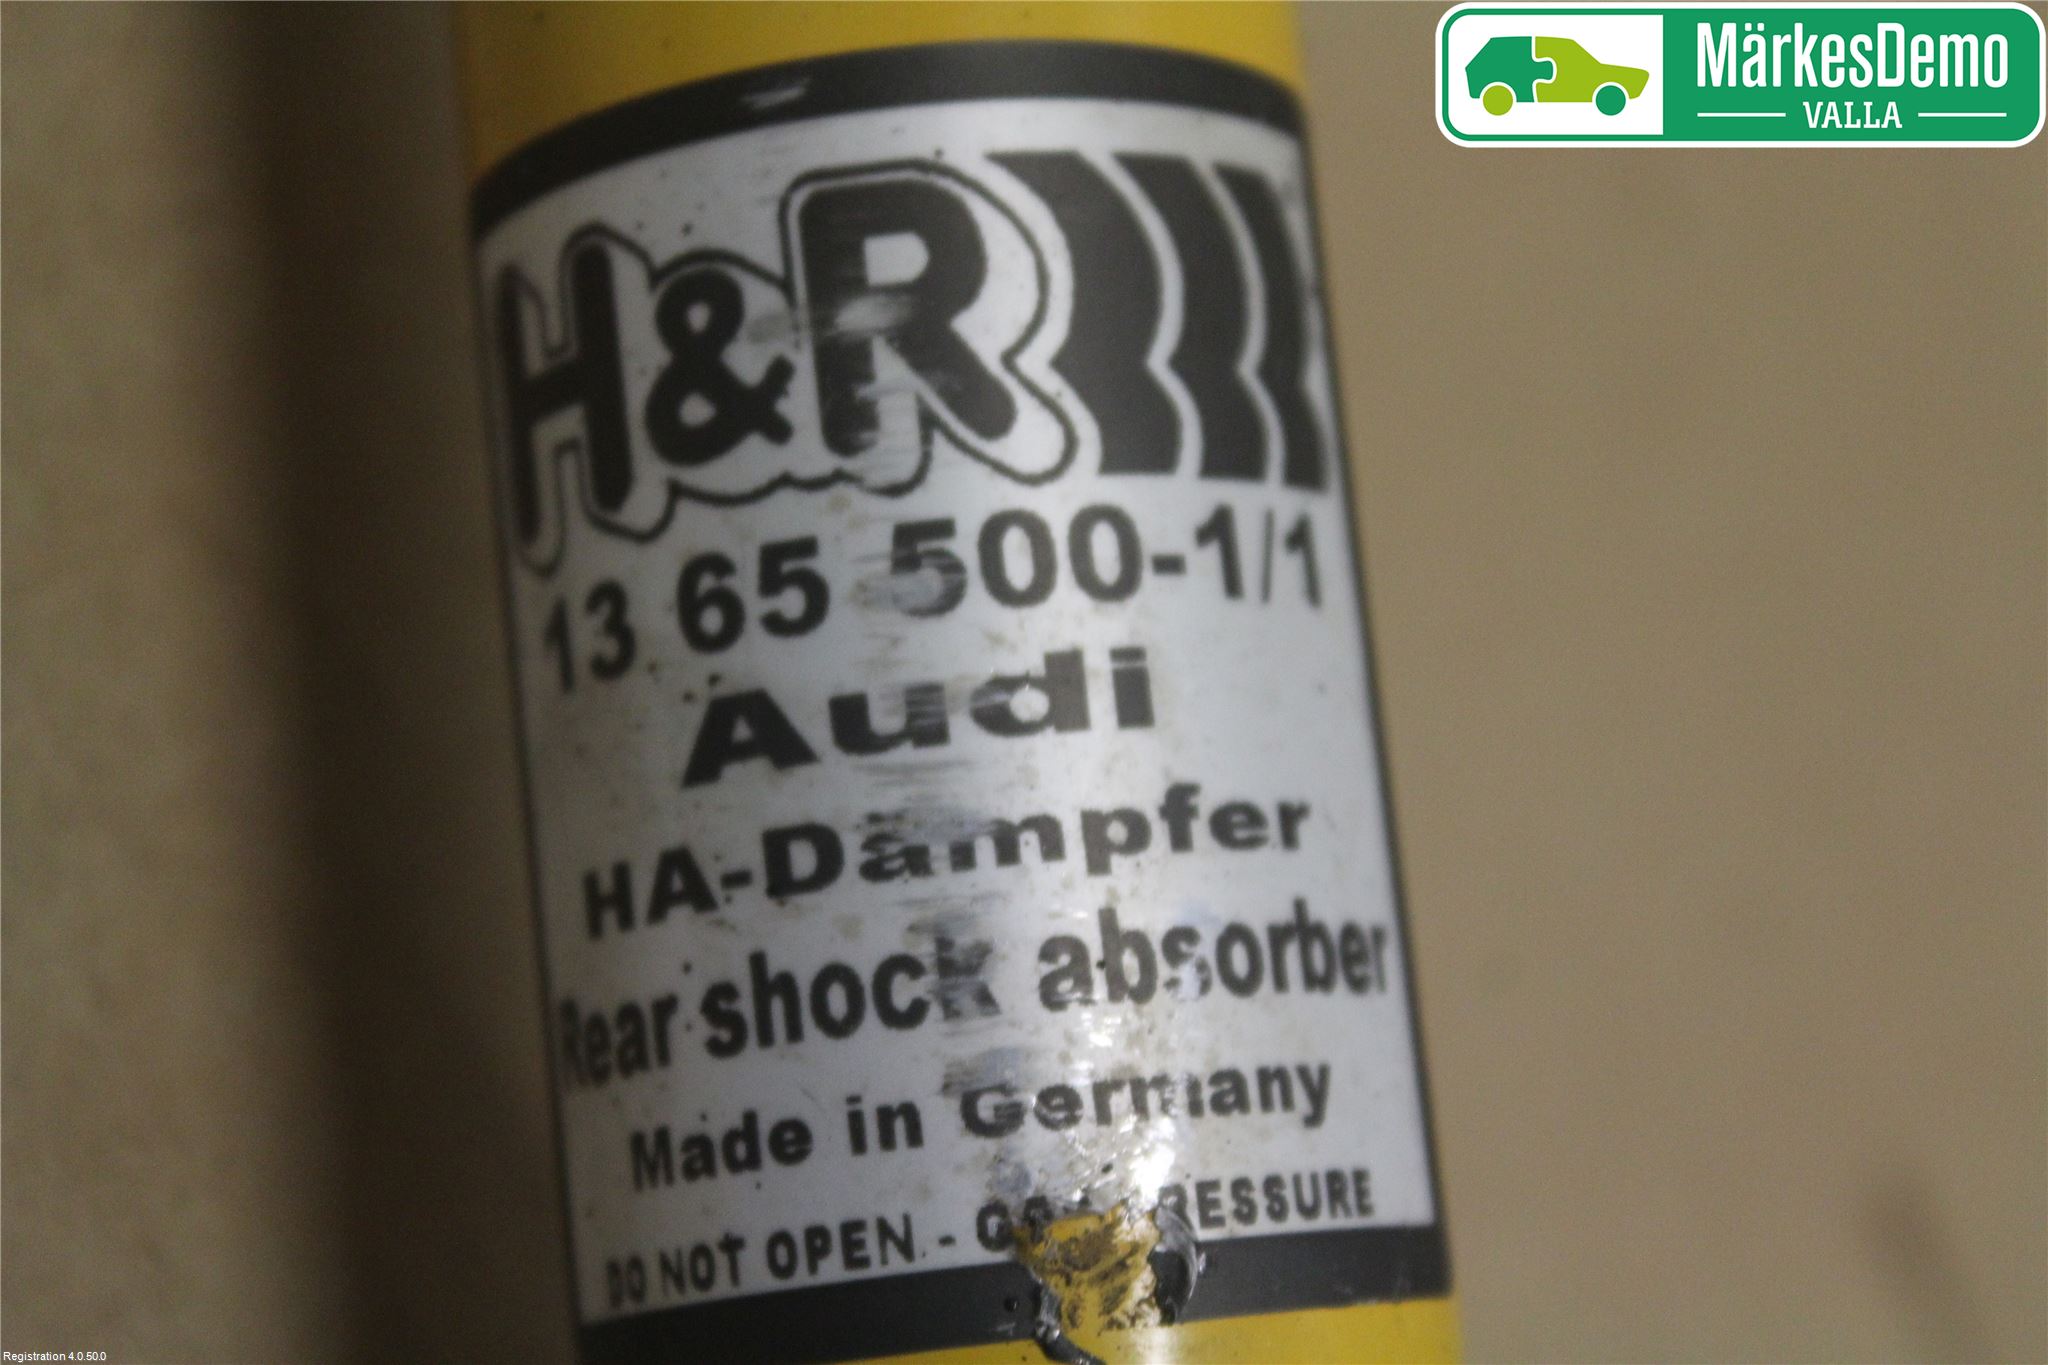 MärkesDemo
VALLA
H&R
13 65 500-1/1
Audi
HA-Dämpfer
Rear shock absorber
Made in Germany
DO NOT OPEN - 
Registration 4.0.50.0